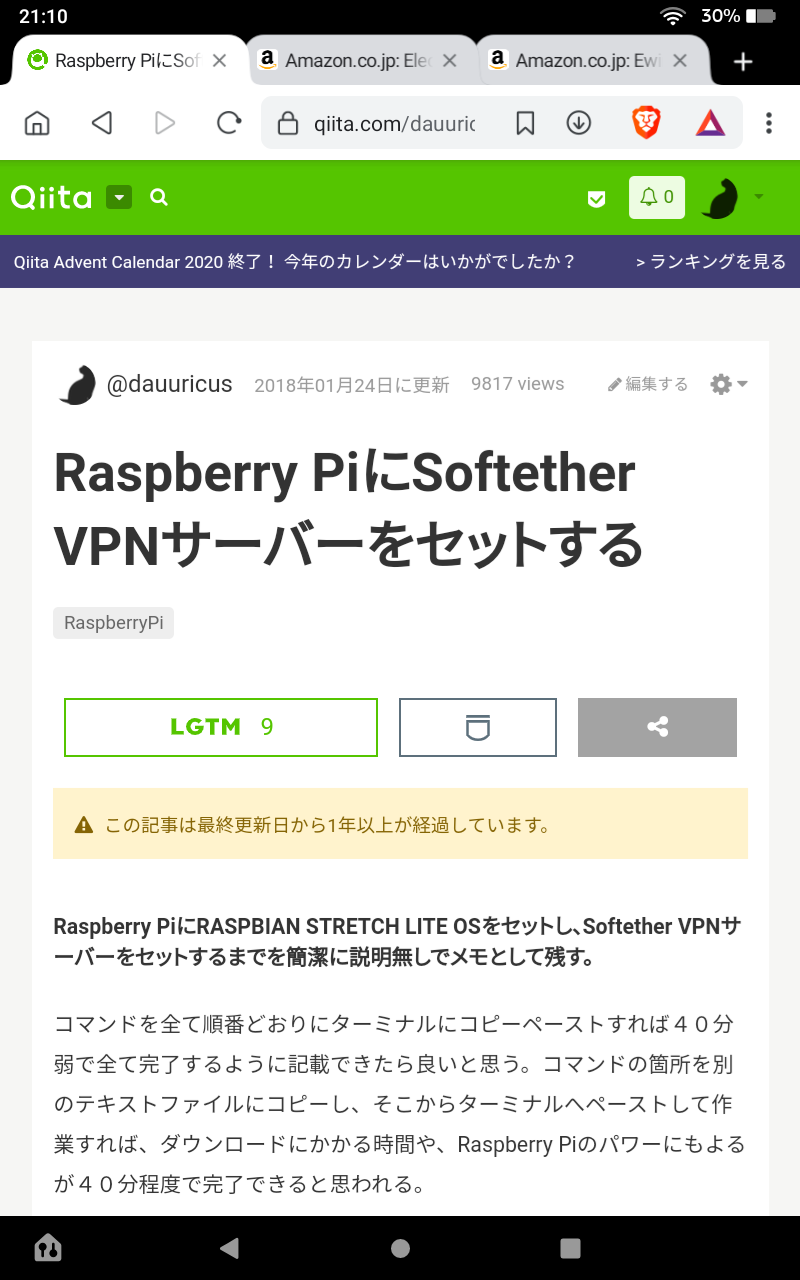 21:10
30%
Raspberry PiにSof
Amazon.co.jp: Elec
Amazon.co.jp: Ewi
qiita.com/dauuric
Qiita
0
Qiita Advent Calendar 2020 終了！ 今年のカレンダーはいかがでしたか？ > ランキングを見る
@dauuricus 2018年01月24日に更新 9817 views 編集する
Raspberry PiにSoftether
VPNサーバーをセットする
RaspberryPi
LGTM 9
この記事は最終更新日から1年以上が経過しています。
Raspberry PiにRASPBIAN STRETCH LITE OSをセットし、Softether VPNサ
ーバーをセットするまでを簡潔に説明無しでメモとして残す。
コマンドを全て順番どおりにターミナルにコピーペーストすれば４０分
弱で全て完了するように記載できたら良いと思う。コマンドの箇所を別
のテキストファイルにコピーし、そこからターミナルへペーストして作
業すれば、ダウンロードにかかる時間や、Raspberry Piのパワーにもよる
が４０分程度で完了できると思われる。